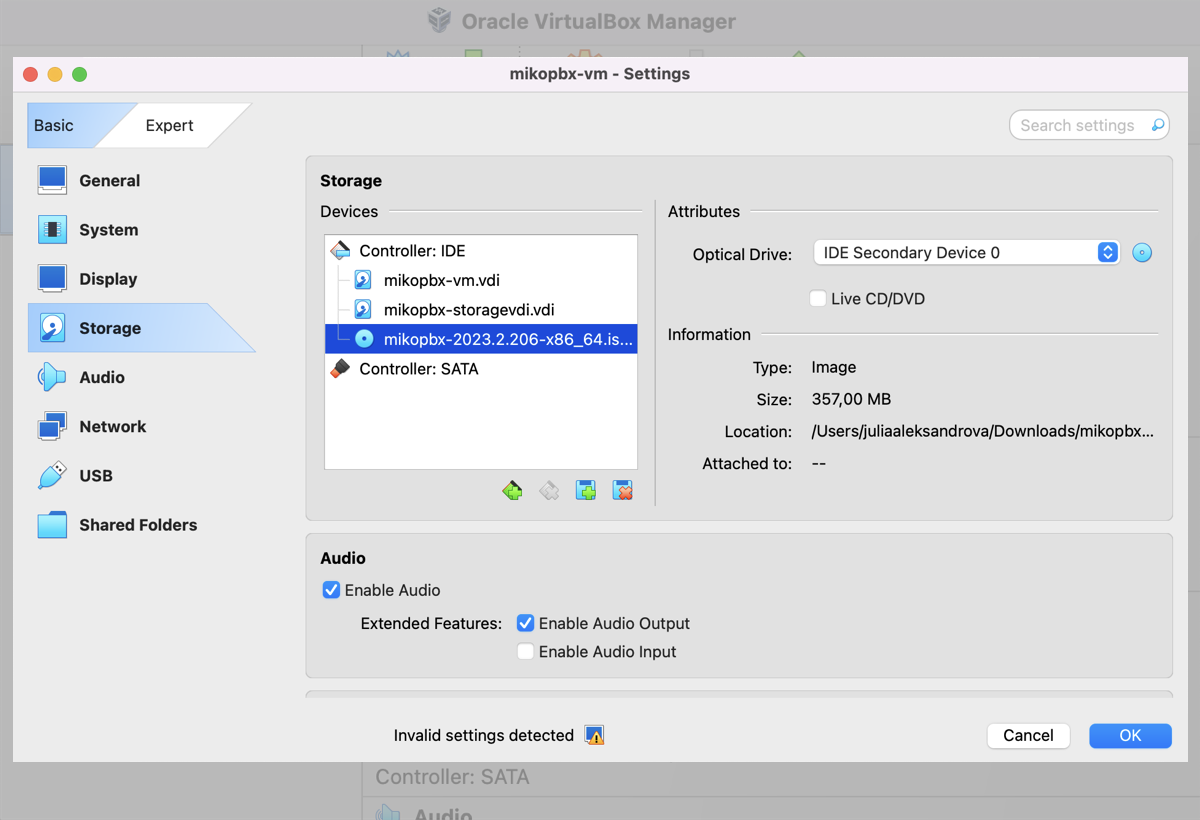 Oracle VirtualBox Manager
mikopbx-vm - Settings
Basic
Expert
Search settings
General
System
Display
Storage
Audio
Network
USB
Shared Folders
Storage
Devices
Controller: IDE
mikopbx-vm.vdi
mikopbx-storagevdi.vdi
mikopbx-2023.2.206-x86_64.is...
Controller: SATA
Attributes
Optical Drive: IDE Secondary Device 0
Live CD/DVD
Information
Type: Image
Size: 357,00 MB
Location: /Users/juliaaleksandrova/Downloads/mikopbx...
Attached to: --
Audio
Enable Audio
Extended Features: Enable Audio Output
Enable Audio Input
Invalid settings detected
Cancel
OK
Controller: SATA
Audio